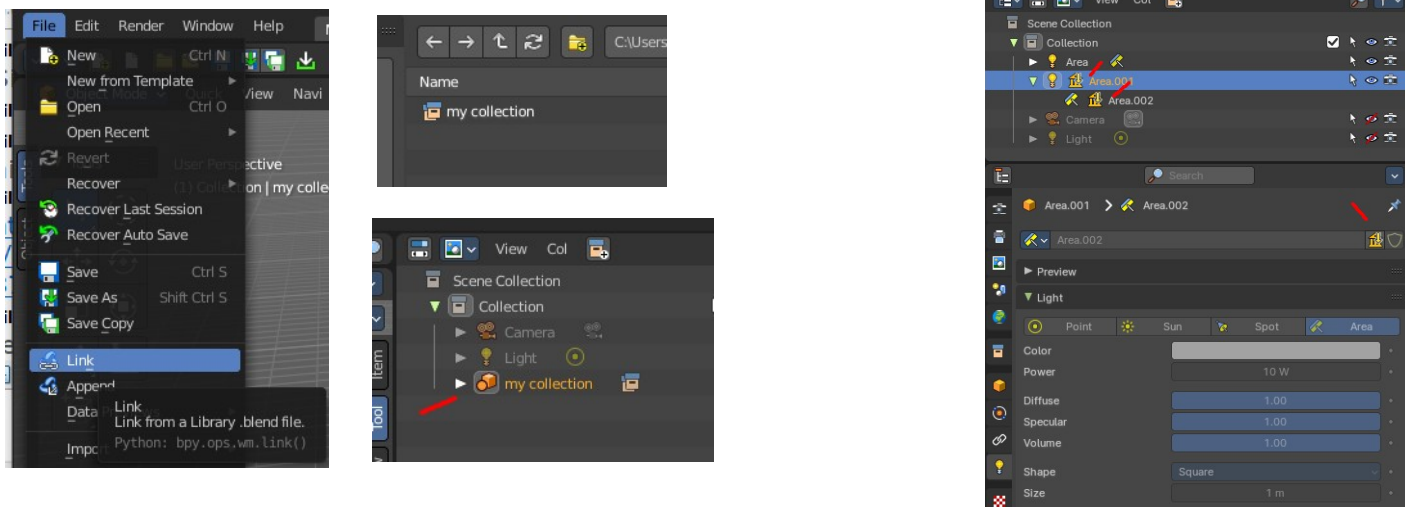 File Edit Render Window Help
New Ctrl N
New from Template
Open Ctrl O
View Navi
Open Recent
Revert
User Perspective
Recover
(1) Collection | my colle
Recover Last Session
Recover Auto Save
Save Ctrl S
Save As Shift Ctrl S
Save Copy
Link
Append
Data
Link
Link from a Library .blend file.
Python: bpy.ops.wm.link()
C:\Users
Name
my collection
View Col
Scene Collection
Collection
Camera
Light
my collection
Item
Tool
View Col
Scene Collection
Collection
Area
Area.001
Area.002
Camera
Light
Search
Area.001 Area.002
Area.002
Preview
Light
Point Sun Spot Area
Color
Power 10 W
Diffuse 1.00
Specular 1.00
Volume 1.00
Shape Square
Size 1 m